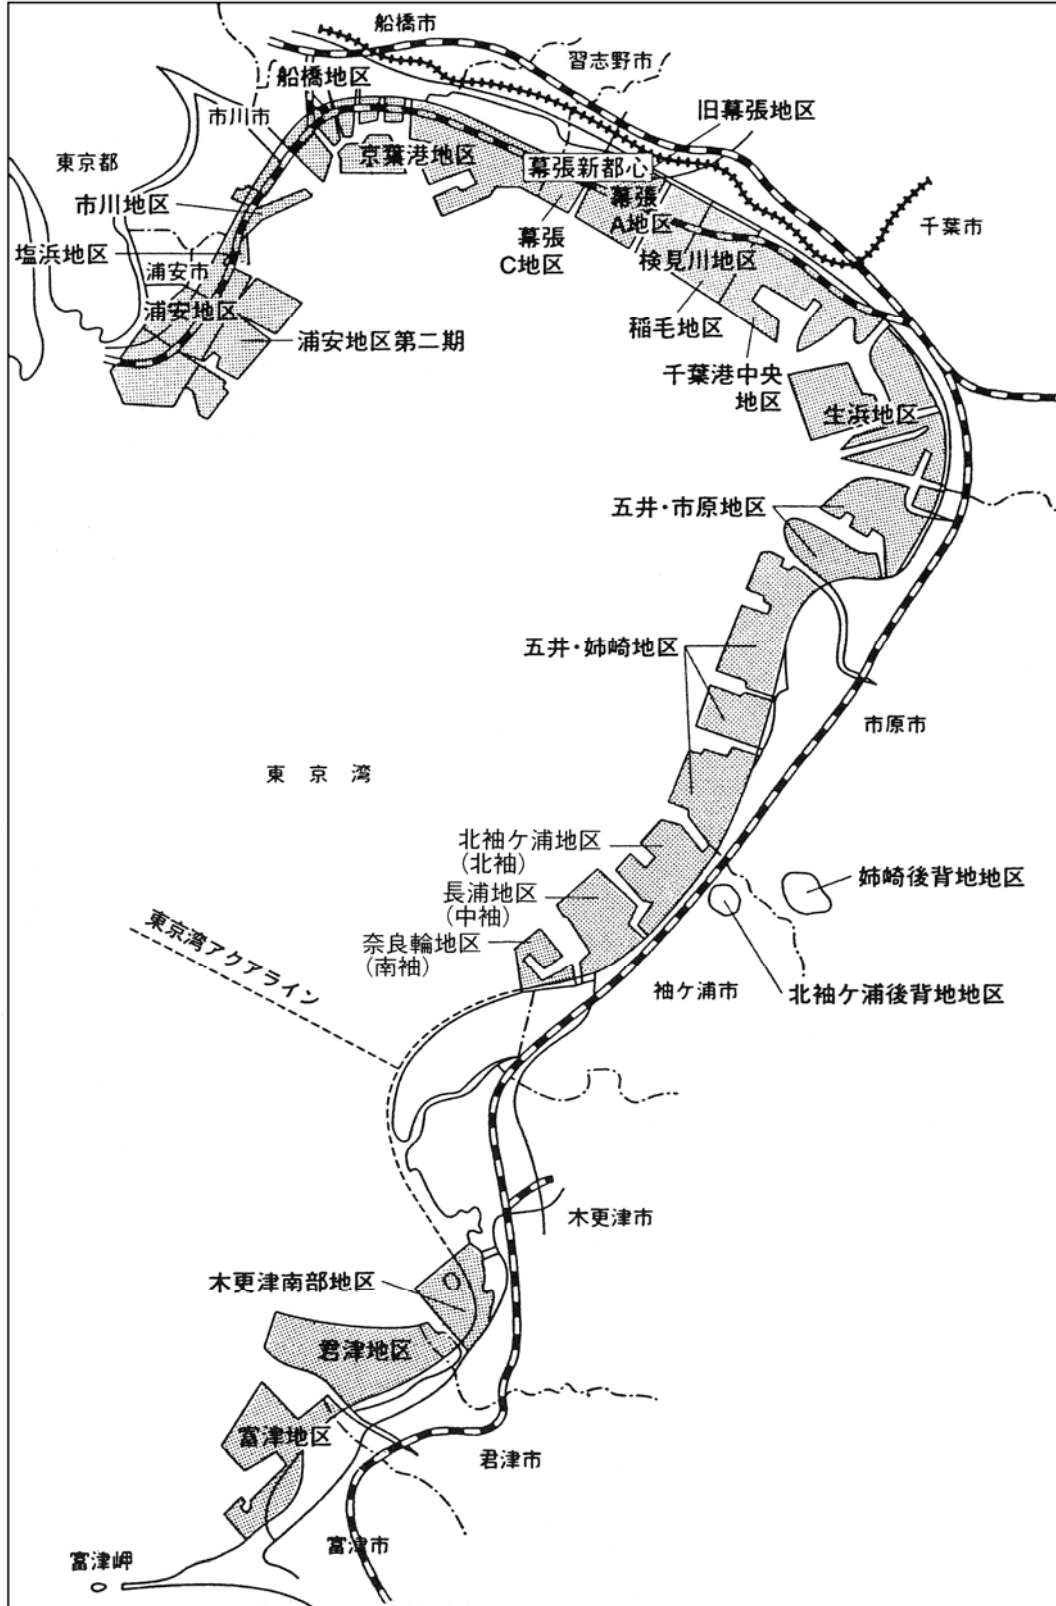 船橋市
習志野市
船橋地区
旧幕張地区
市川市
京葉港地区
東京都
幕張新都心
幕張
A地区
千葉市
市川地区
幕張
C地区
塩浜地区
検見川地区
浦安市
浦安地区
稲毛地区
浦安地区第二期
千葉港中央
地区
生浜地区
五井・市原地区
五井・姉崎地区
市原市
東京湾
北袖ケ浦地区
(北袖)
姉崎後背地地区
長浦地区
(中袖)
東京湾アクアライン
奈良輪地区
(南袖)
袖ケ浦市
北袖ケ浦後背地地区
木更津市
木更津南部地区
君津地区
富津地区
君津市
富津市
富津岬